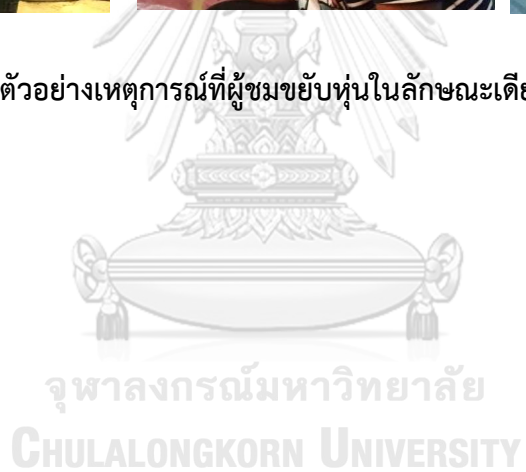 ตัวอย่างเหตุการณ์ที่ผู้ชมขยับหุ่นในลักษณะเดีย
จุฬาลงกรณ์มหาวิทยาลัย
CHULALONGKORN UNIVERSITY